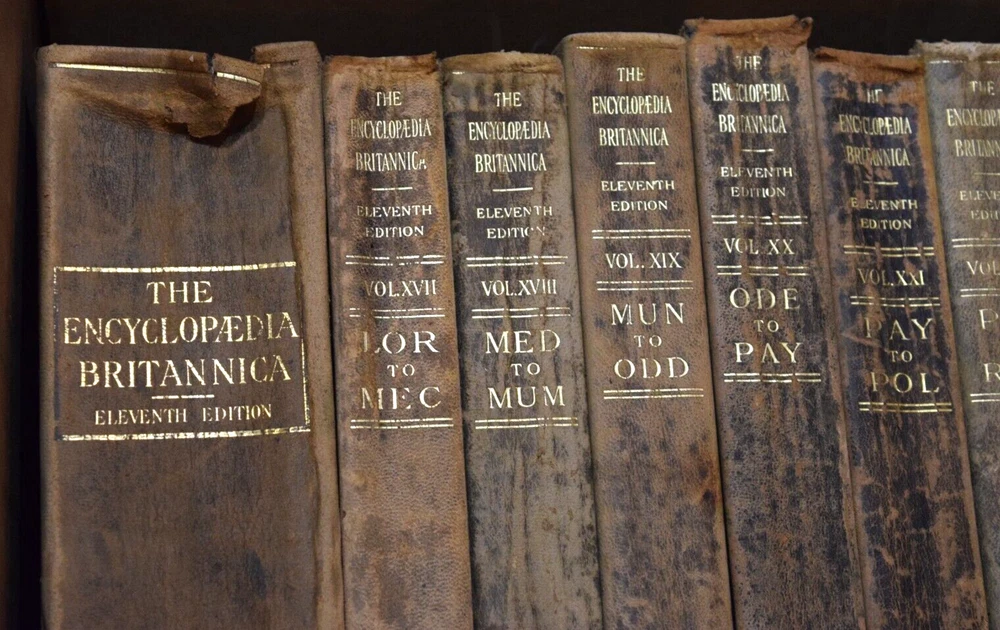 THE
ENCYCLOPÆDIA
BRITANNICA
ELEVENTH EDITION
THE
ENCYCLOPÆDIA
BRITANNICA
ELEVENTH
EDITION
VOL.XVII
LOR
TO
MEC
THE
ENCYCLOPÆDIA
BRITANNICA
ELEVENTH
EDITION
VOL.XVIII
MED
TO
MUM
THE
ENCYCLOPÆDIA
BRITANNICA
ELEVENTH
EDITION
VOL. XIX
MUN
TO
ODD
THE
ENCYCLOPÆDIA
BRITANNICA
ELEVENTH
EDITION
VOL. XX
ODE
TO
PAY
THE
ENCYCLOPÆDIA
BRITANNICA
ELEVENTH
EDITION
VOL.XXI
PAY
TO
POL
THE